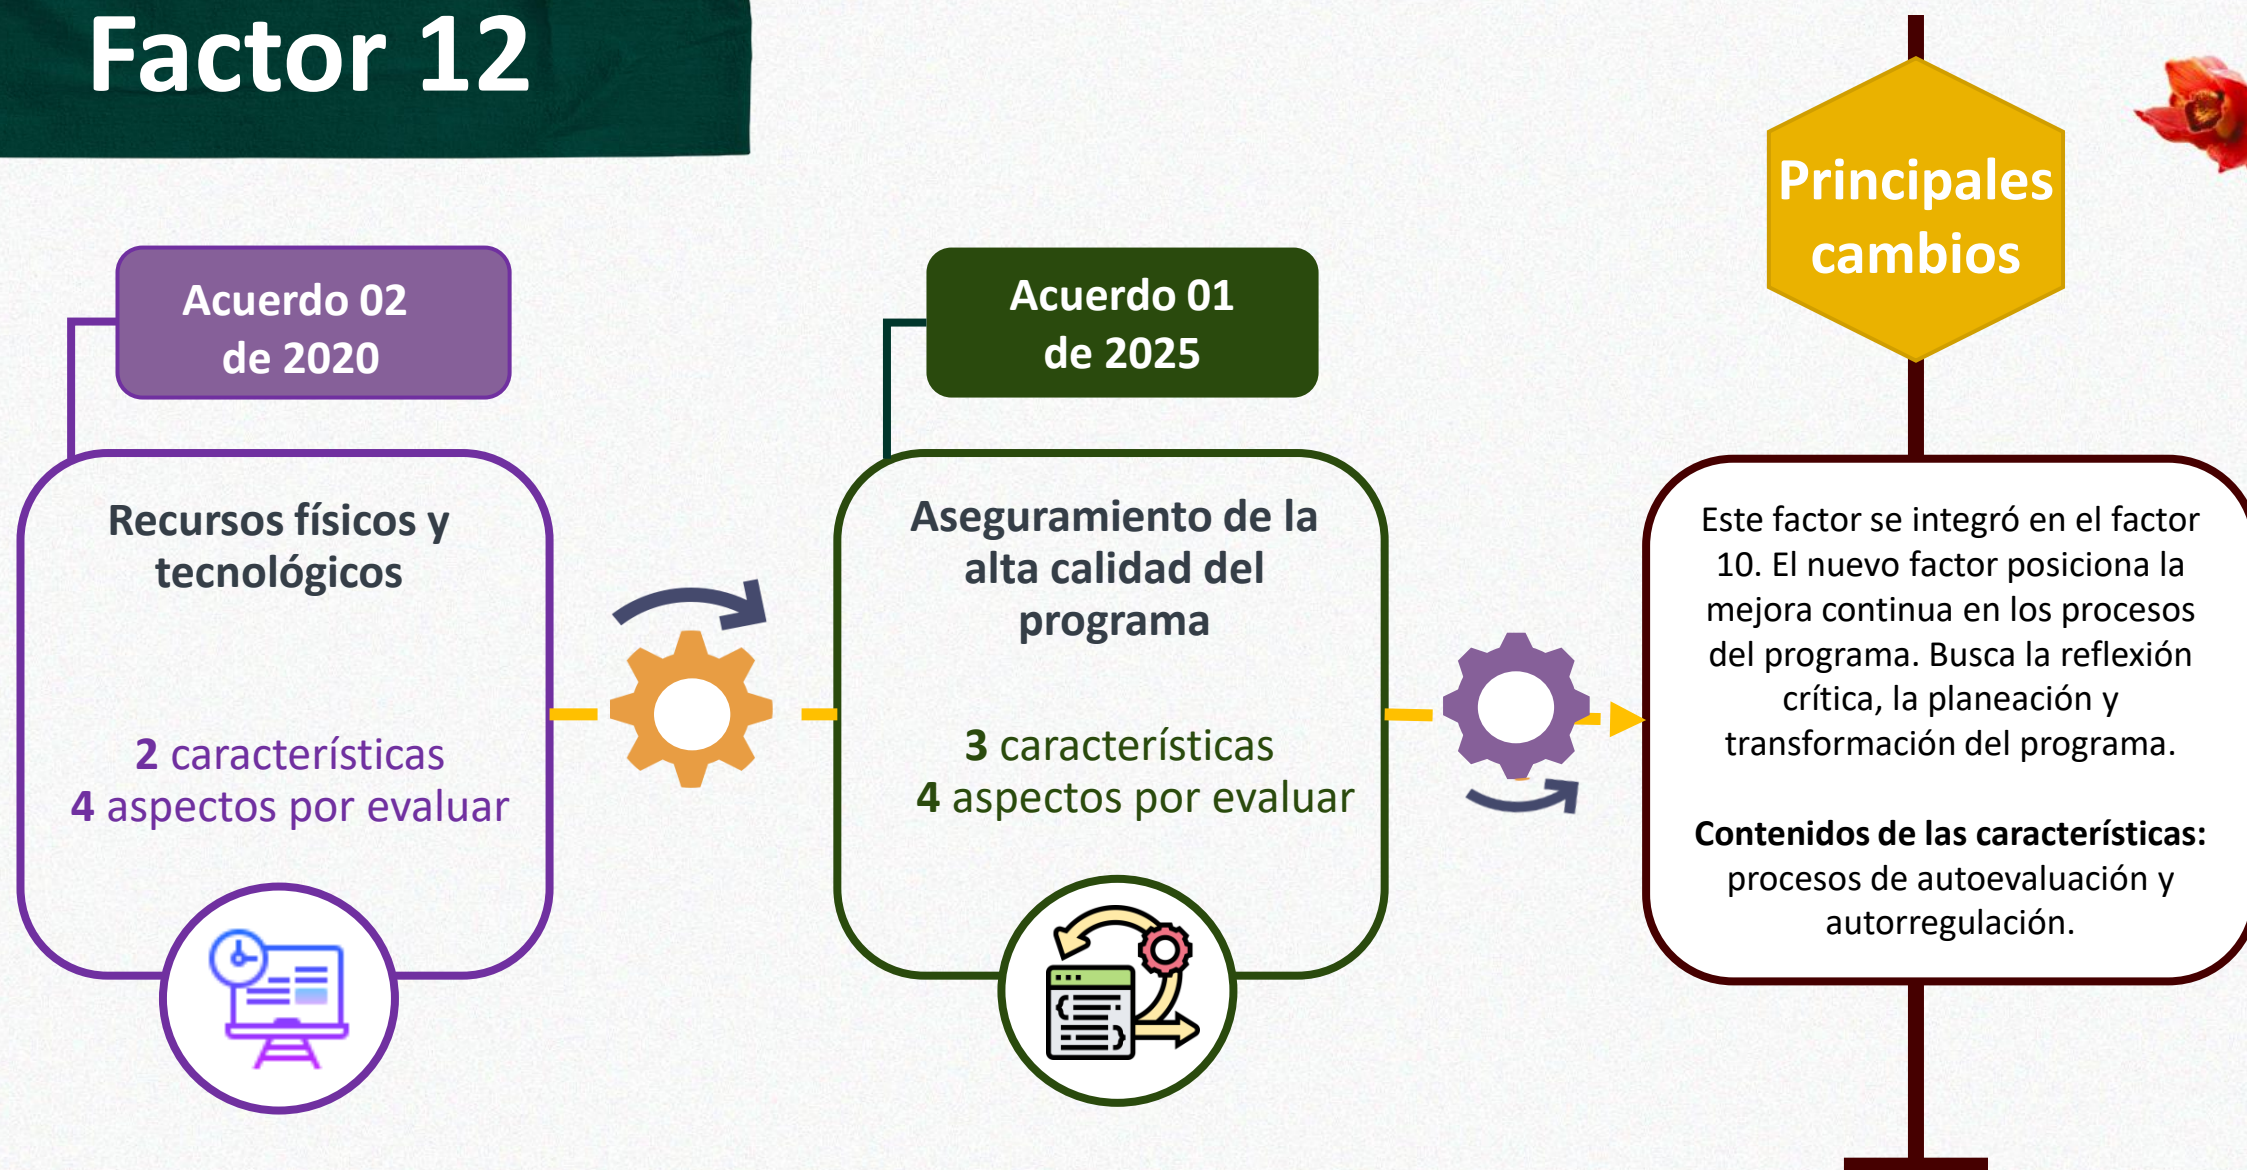 Factor 12
Acuerdo 02
de 2020
Recursos físicos y
tecnológicos
2 características
4 aspectos por evaluar
Acuerdo 01
de 2025
Aseguramiento de la
alta calidad del
programa
3 características
4 aspectos por evaluar
Principales
cambios
Este factor se integró en el factor
10. El nuevo factor posiciona la
mejora continua en los procesos
del programa. Busca la reflexión
crítica, la planeación y
transformación del programa.
Contenidos de las características:
procesos de autoevaluación y
autorregulación.